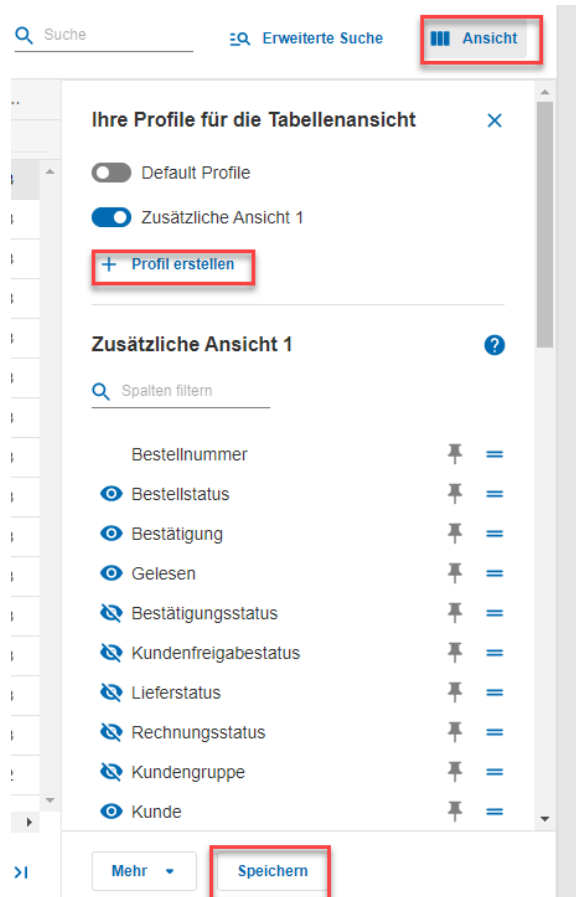 Suche
Erweiterte Suche
Ansicht
Ihre Profile für die Tabellenansicht
Default Profile
Zusätzliche Ansicht 1
+ Profil erstellen
Zusätzliche Ansicht 1
Spalten filtern
Bestellnummer
Bestellstatus
Bestätigung
Gelesen
Bestätigungsstatus
Kundenfreigabestatus
Lieferstatus
Rechnungsstatus
Kundengruppe
Kunde
Mehr
Speichern